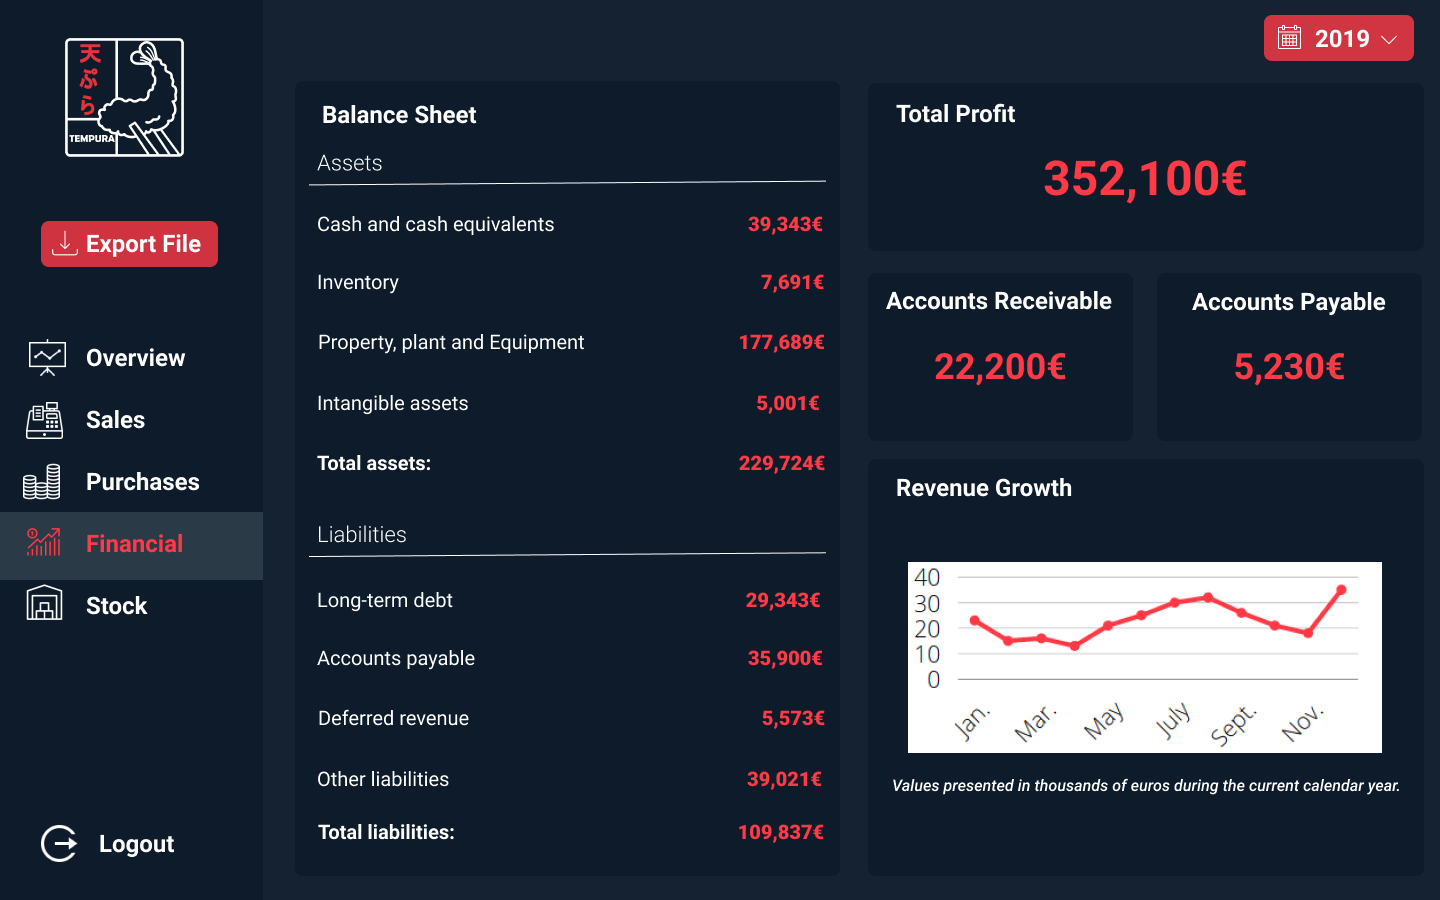 天
ぷ
ら
TEMPURA
Export File
Overview
Sales
Purchases
Financial
Stock
Logout
2019
Balance Sheet
Assets
Cash and cash equivalents 39,343€
Inventory 7,691€
Property, plant and Equipment 177,689€
Intangible assets 5,001€
Total assets: 229,724€
Liabilities
Long-term debt 29,343€
Accounts payable 35,900€
Deferred revenue 5,573€
Other liabilities 39,021€
Total liabilities: 109,837€
Total Profit
352,100€
Accounts Receivable
22,200€
Accounts Payable
5,230€
Revenue Growth
40
30
20
10
0
Jan. Mar. May July Sept. Nov.
Values presented in thousands of euros during the current calendar year.